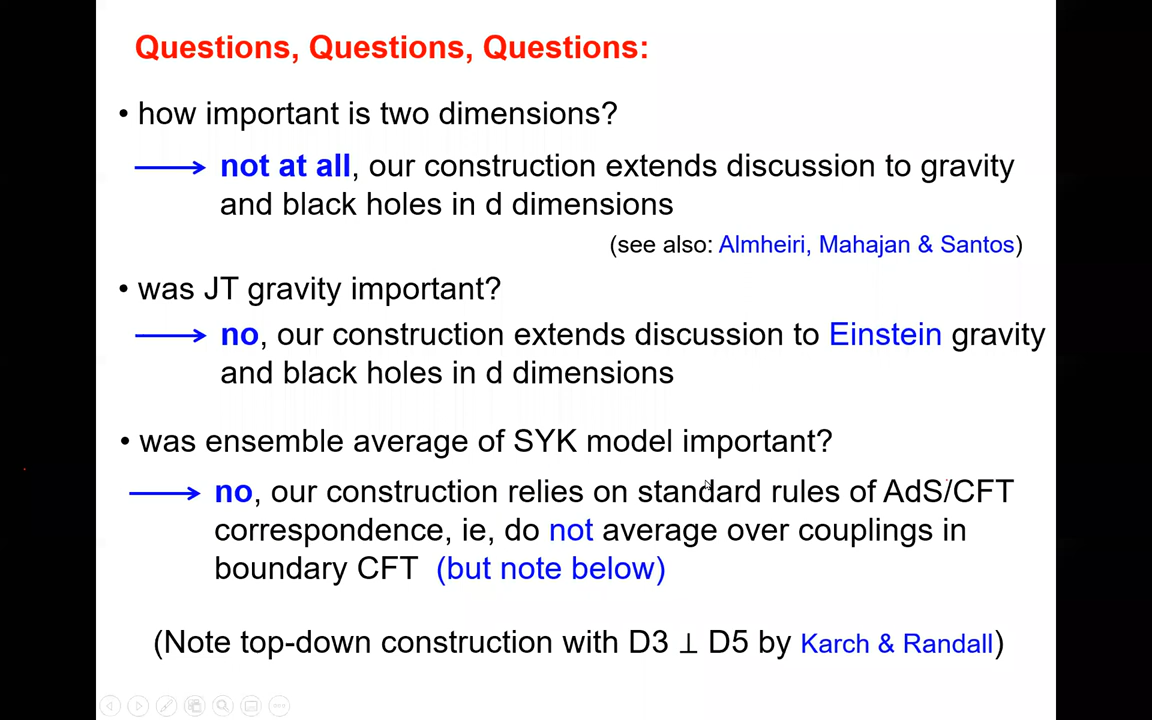 Questions, Questions, Questions:
• how important is two dimensions?
not at all, our construction extends discussion to gravity
and black holes in d dimensions
(see also: Almheiri, Mahajan & Santos)
• was JT gravity important?
no, our construction extends discussion to Einstein gravity
and black holes in d dimensions
• was ensemble average of SYK model important?
no, our construction relies on standard rules of AdS/CFT
correspondence, ie, do not average over couplings in
boundary CFT (but note below)
(Note top-down construction with D3 ⊥ D5 by Karch & Randall)